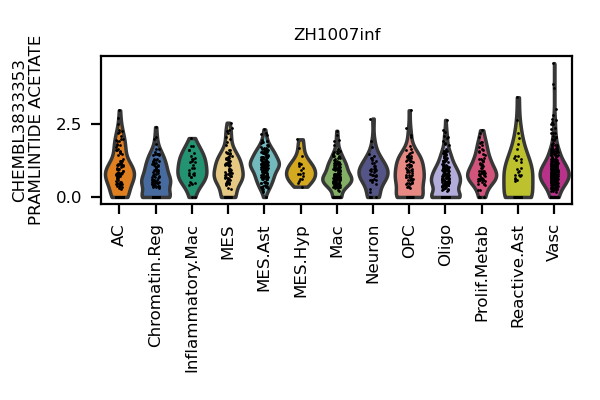 ZH1007inf
CHEMBL3833353
PRAMLINTIDE ACETATE
2.5
0.0
AC
Chromatin.Reg
Inflammatory.Mac
MES
MES.Ast
MES.Hyp
Mac
Neuron
OPC
Oligo
Prolif.Metab
Reactive.Ast
Vasc